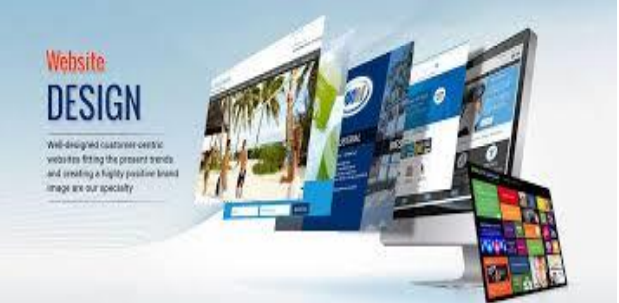 Website
DESIGN
Well-designed customer-centric
websites fitting the present trends
and creating a highly positive brand
image are our specialty